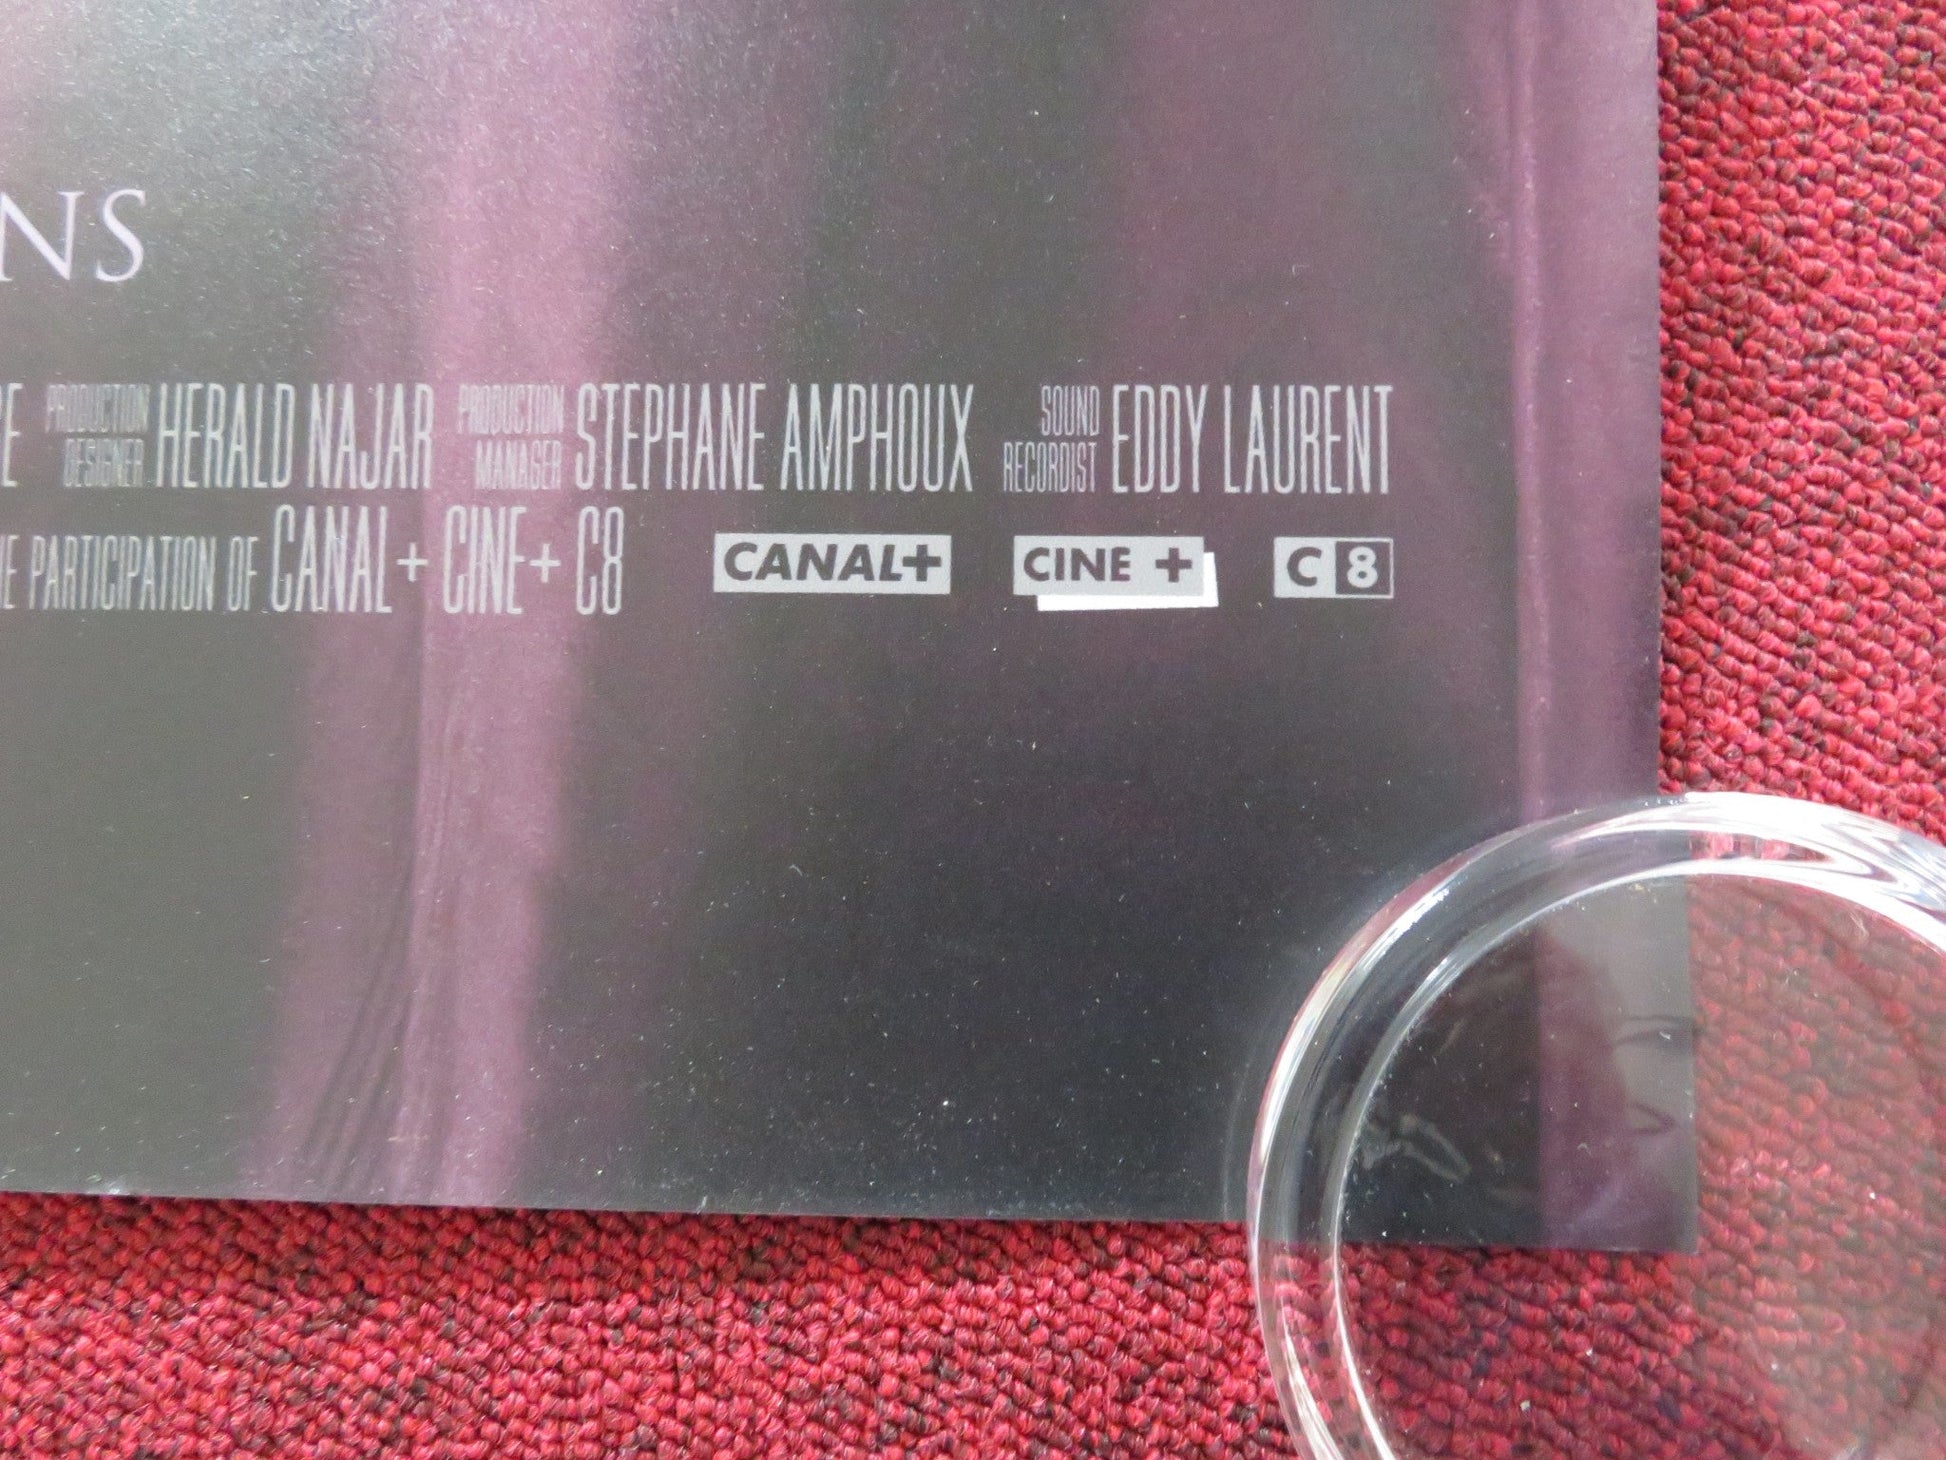 NS
PRODUCTION DESIGNER HERALD NAJAR PRODUCTION MANAGER STEPHANE AMPHOUX SOUND RECORDIST EDDY LAURENT
PARTICIPATION OF CANAL+ CINE+ C8 CANAL+ CINE + C8